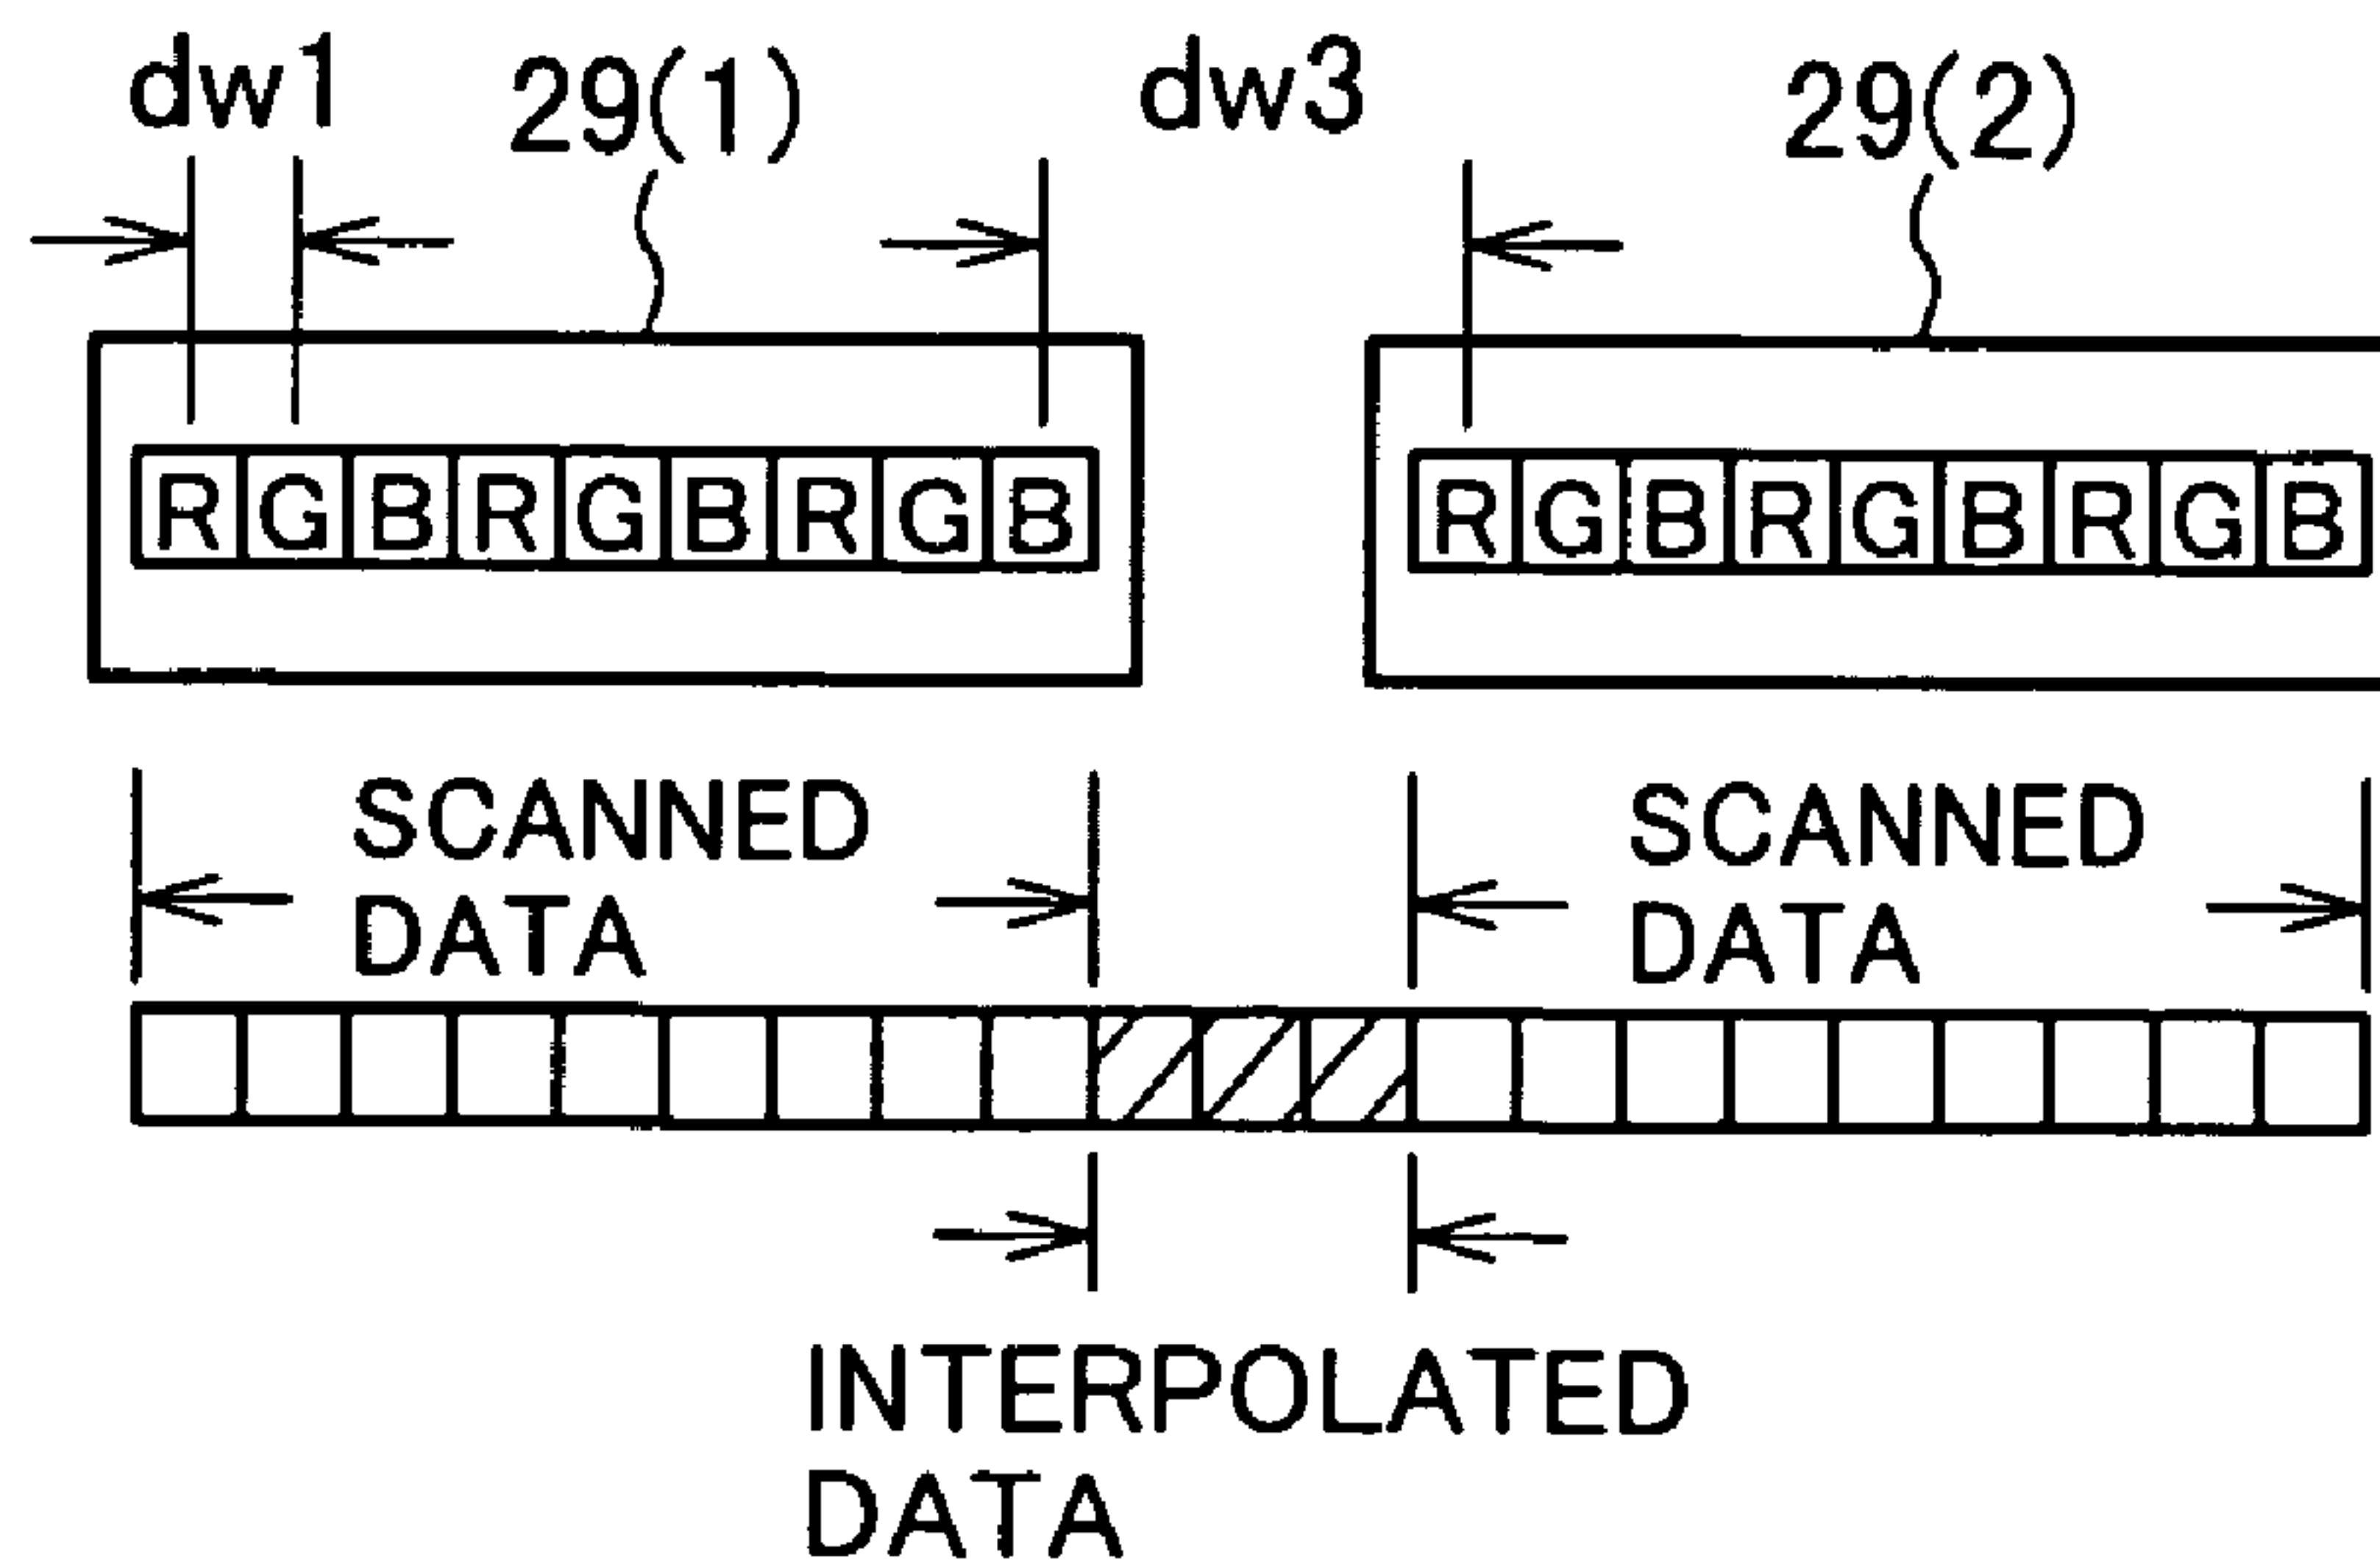 dw1 29(1) dw3 29(2)
R G B R G B R G B R G B R G B R G B
SCANNED DATA
SCANNED DATA
INTERPOLATED
DATA